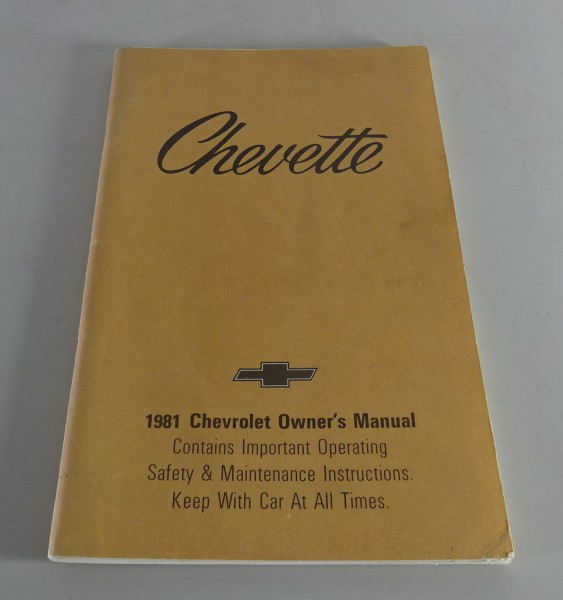 Chevette
1981 Chevrolet Owner's Manual
Contains Important Operating
Safety & Maintenance Instructions.
Keep With Car At All Times.